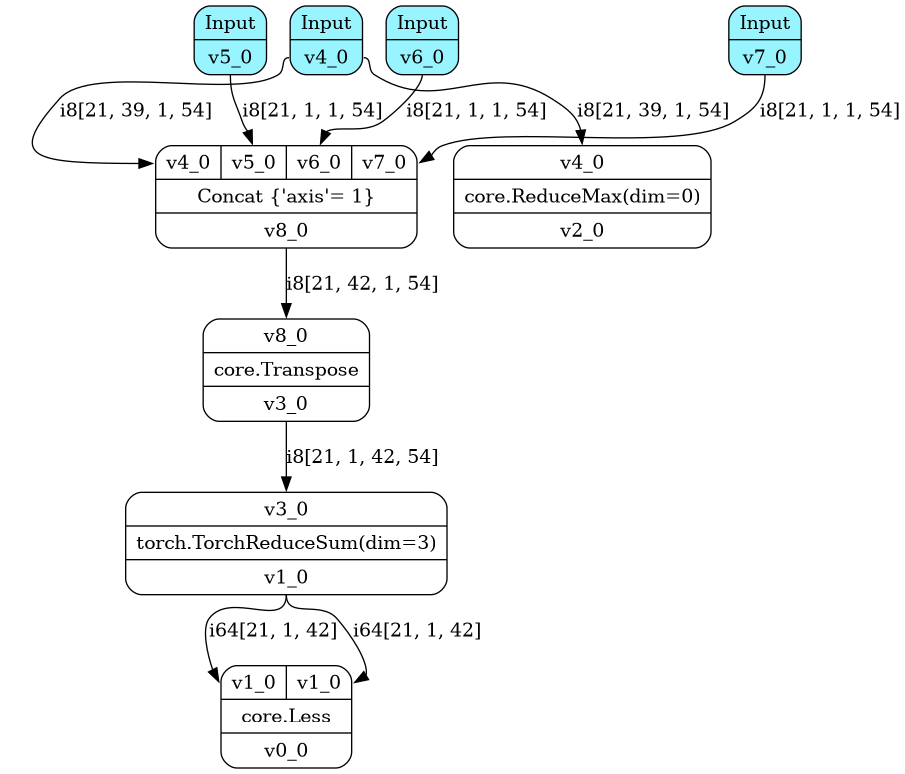 Input
v5_0
Input
v4_0
Input
v6_0
Input
v7_0
i8[21, 39, 1, 54]
i8[21, 1, 1, 54]
i8[21, 1, 1, 54]
i8[21, 39, 1, 54]
i8[21, 1, 1, 54]
v4_0 v5_0 v6_0 v7_0
Concat {'axis'= 1}
v8_0
v4_0
core.ReduceMax(dim=0)
v2_0
i8[21, 42, 1, 54]
v8_0
core.Transpose
v3_0
i8[21, 1, 42, 54]
v3_0
torch.TorchReduceSum(dim=3)
v1_0
i64[21, 1, 42]
i64[21, 1, 42]
v1_0 v1_0
core.Less
v0_0